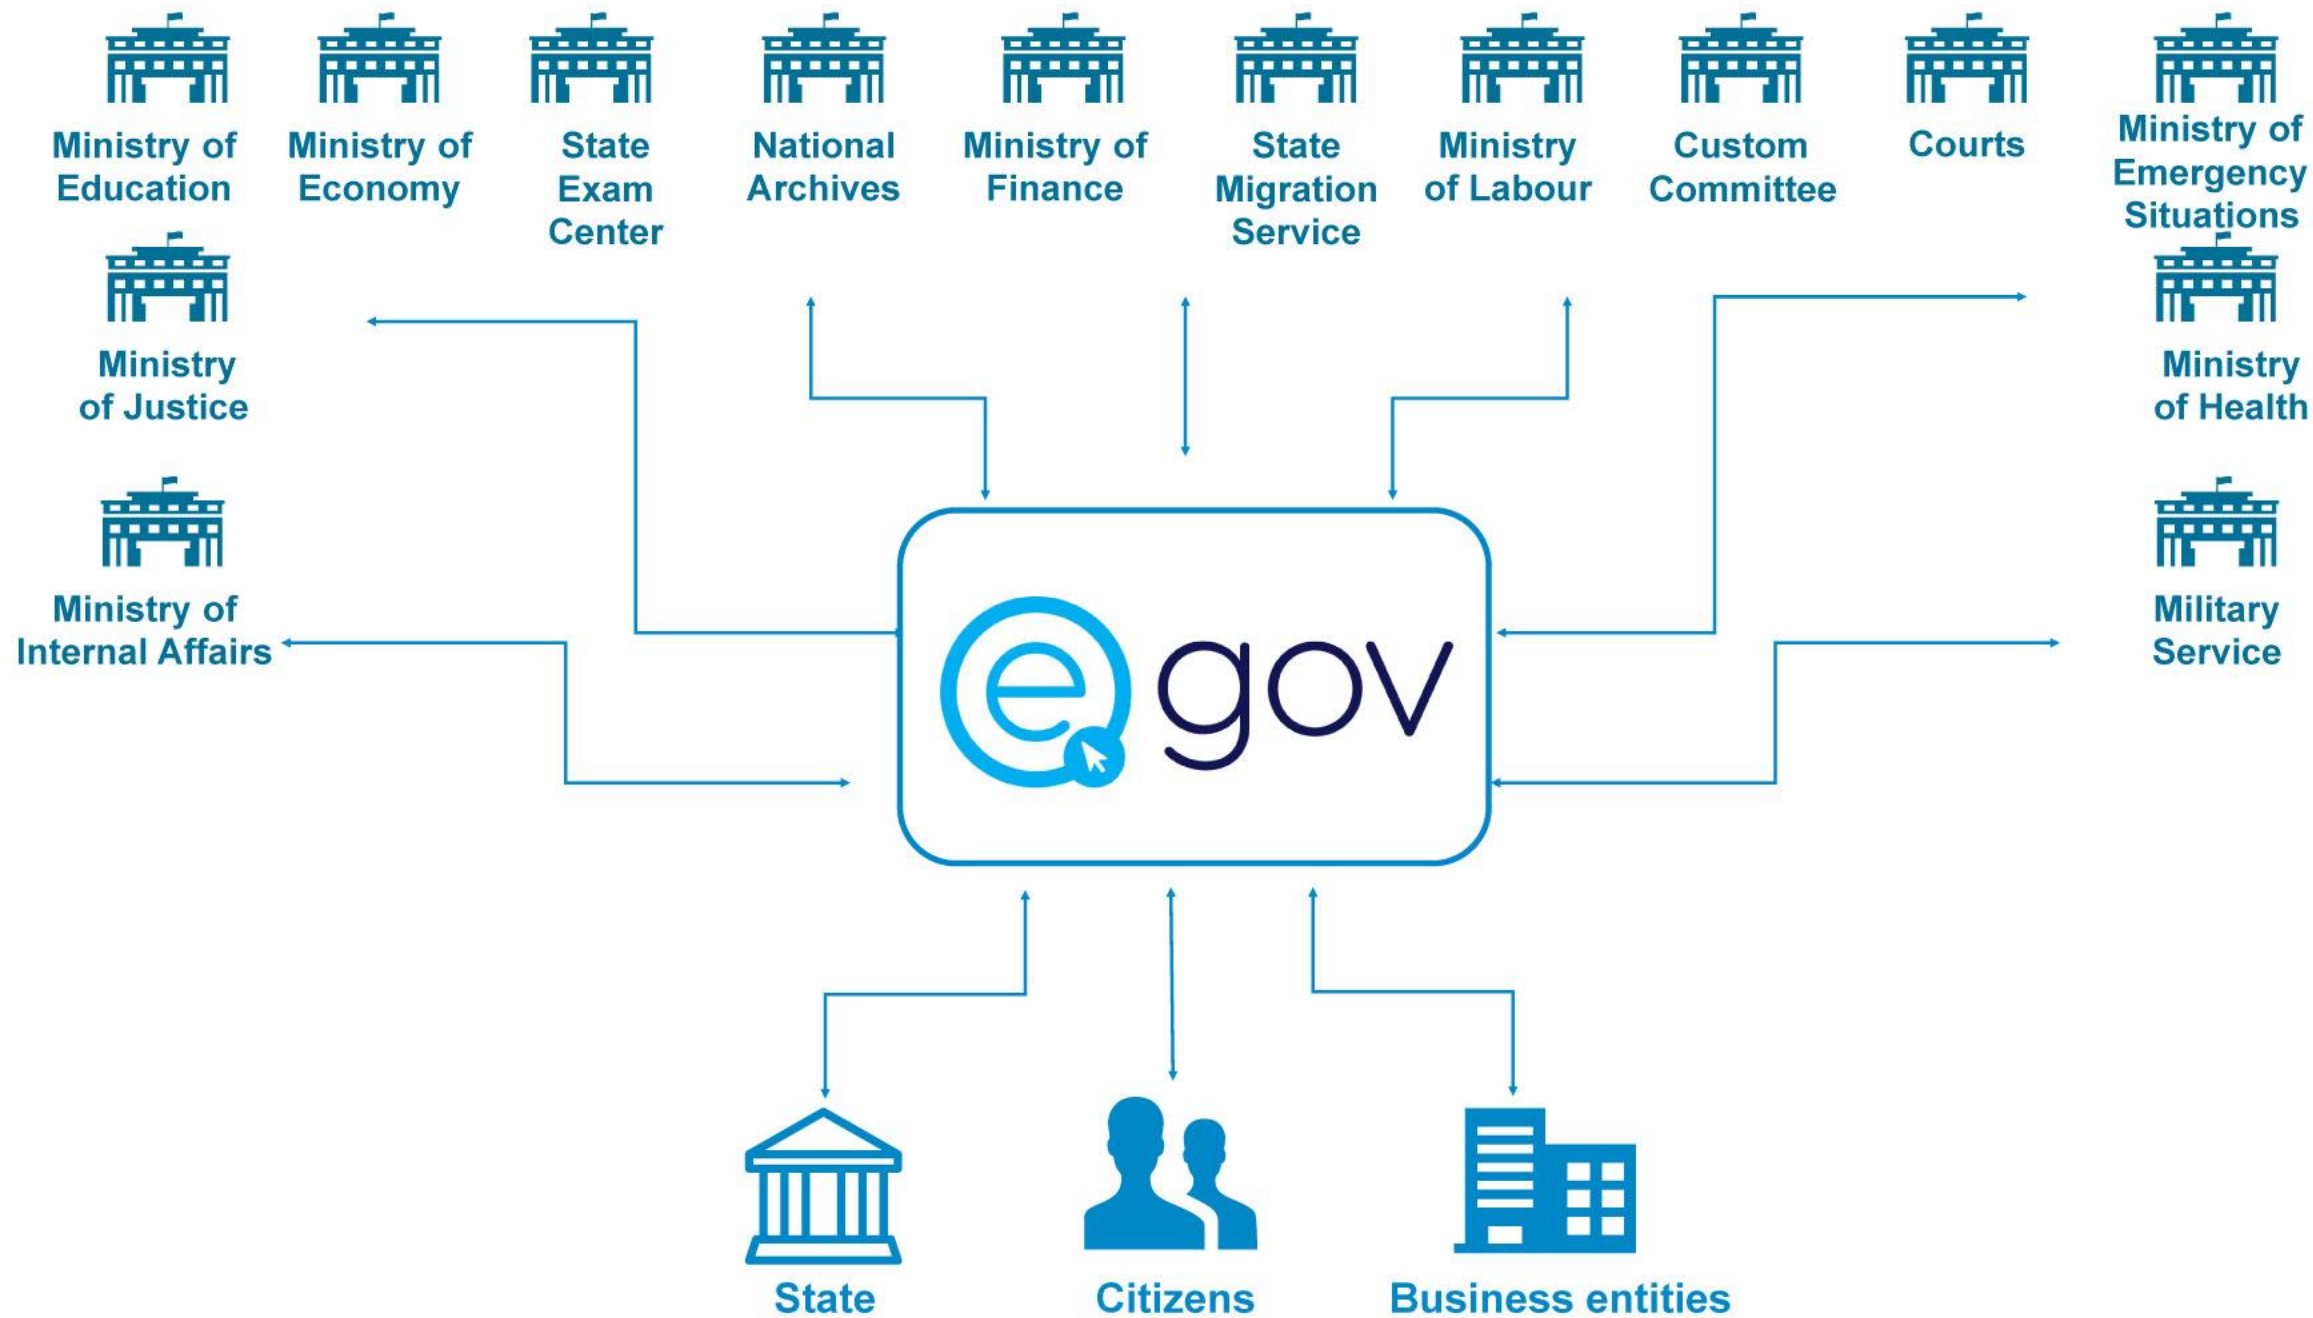 Ministry of
Education
Ministry of
Economy
State
Exam
Center
National
Archives
Ministry of
Finance
State
Migration
Service
Ministry
of Labour
Custom
Committee
Courts
Ministry of
Emergency
Situations
Ministry
of Justice
Ministry
of Health
Ministry of
Internal Affairs
Military
Service
e gov
State
Citizens
Business entities